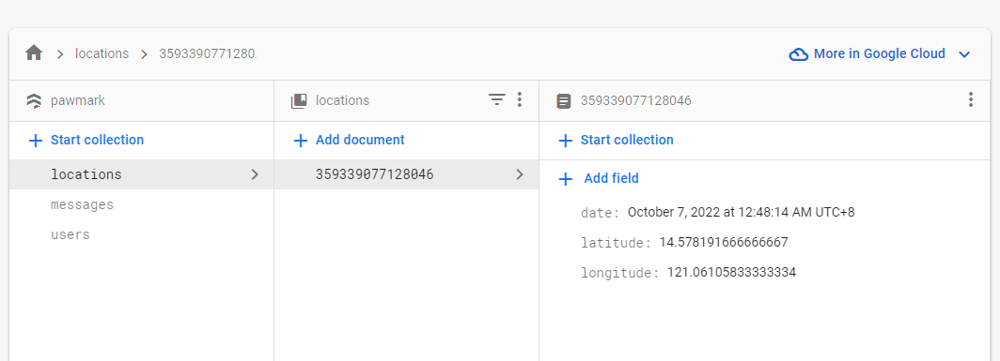 locations
3593390771280
More in Google Cloud
pawmark
locations
359339077128046
Start collection
Add document
Start collection
locations
359339077128046
Add field
messages
users
date: October 7, 2022 at 12:48:14 AM UTC+8
latitude: 14.578191666666667
longitude: 121.06105833333334